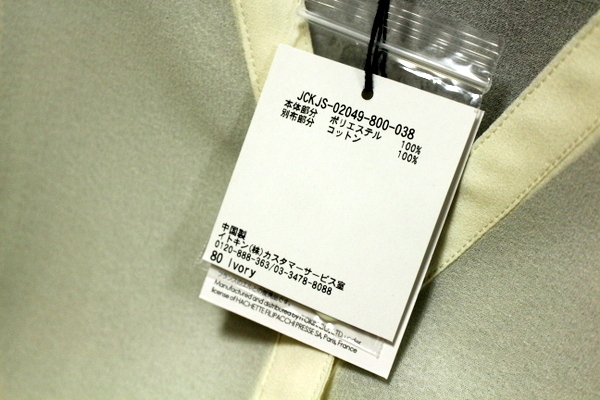 JCKJS-02049-800-038
本体部分 ポリエステル 100%
別布部分 コットン 100%
中国製
イトキン(株)カスタマーサービス室
0120-888-363/03-3478-8088
80 Ivory
Manufactured and distributed by LTD. under
license of HACHETTE FILIPACCHI PRESSE SA, Paris, France